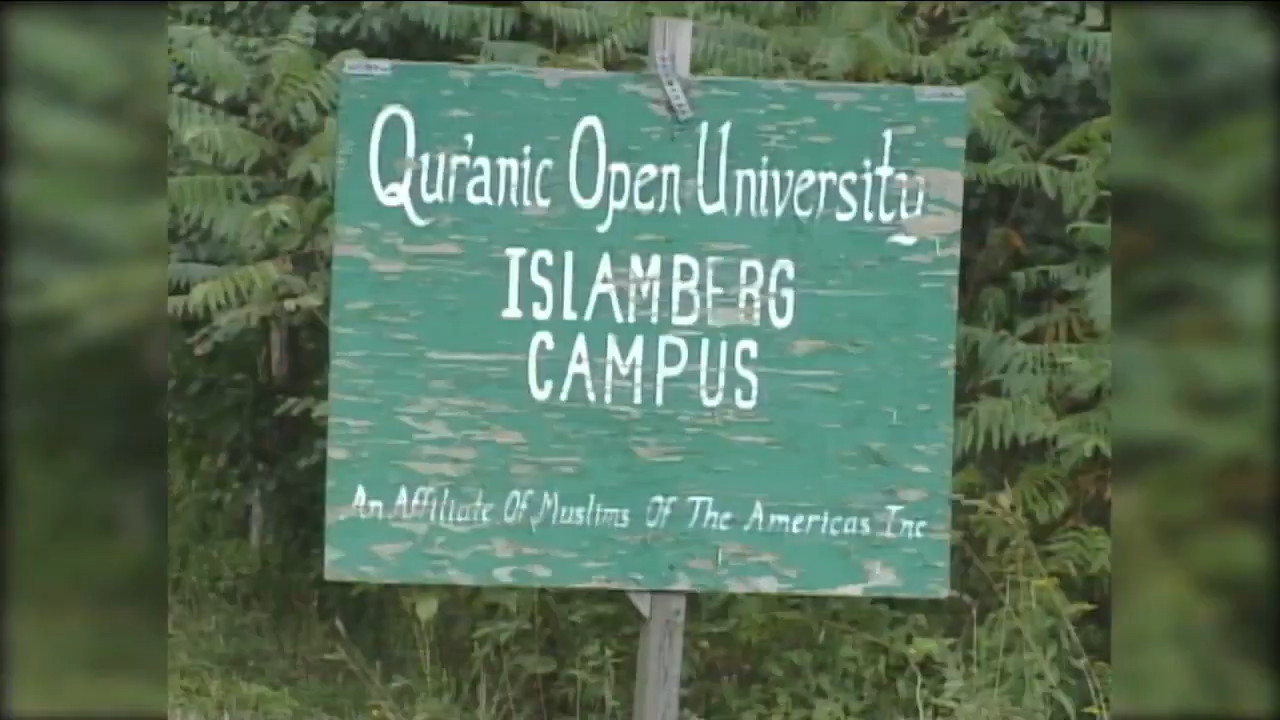 Qur'anic Open University
ISLAMBERG
CAMPUS
An Affiliate Of Muslims Of The Americas Inc